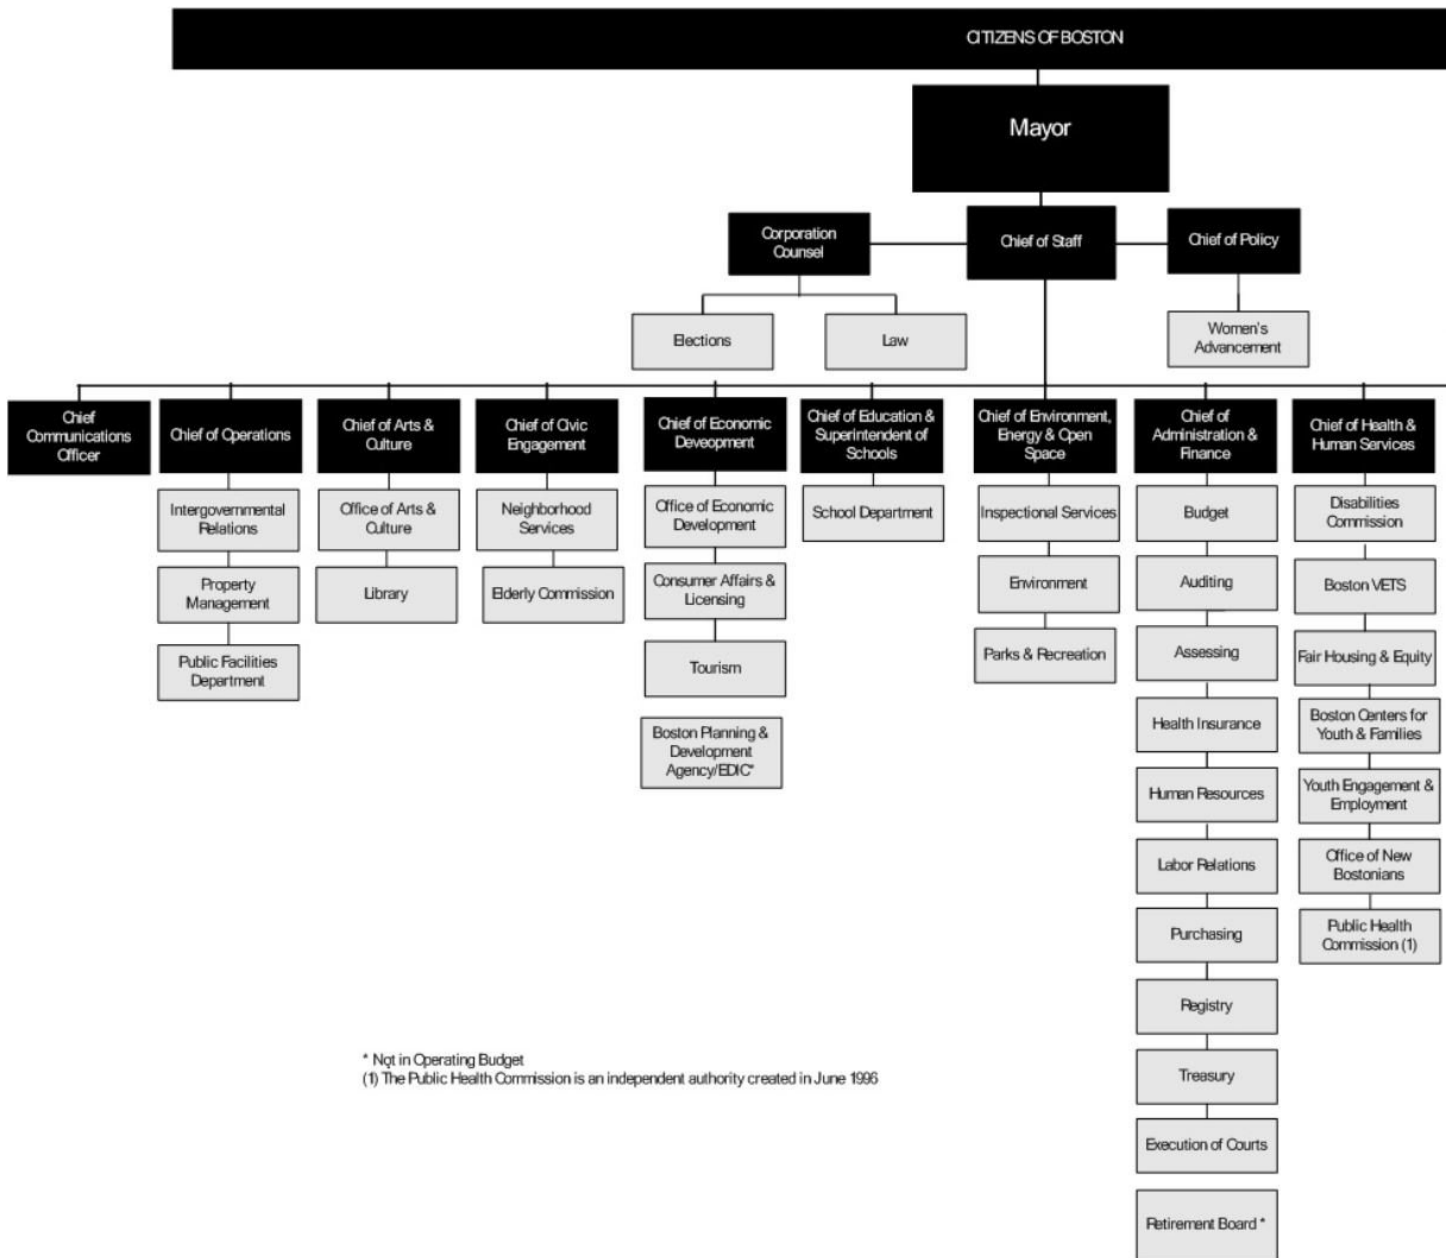 CITIZENS OF BOSTON
Mayor
Corporation
Counsel
Chief of Staff
Chief of Policy
Elections
Law
Women's
Advancement
Chief
Communications
Officer
Chief of Operations
Intergovernmental
Relations
Property
Management
Public Facilities
Department
Chief of Arts &
Culture
Office of Arts &
Culture
Library
Chief of Civic
Engagement
Neighborhood
Services
Elderly Commission
Chief of Economic
Deveopment
Office of Economic
Development
Consumer Affairs &
Licensing
Tourism
Boston Planning &
Development
Agency/EDIC*
Chief of Education &
Superintendent of
Schools
School Department
Chief of Environment,
Energy & Open
Space
Inspectional Services
Environment
Parks & Recreation
Chief of
Administration &
Finance
Budget
Auditing
Assessing
Health Insurance
Human Resources
Labor Relations
Purchasing
Registry
Treasury
Execution of Courts
Retirement Board *
Chief of Health &
Human Services
Disabilities
Commission
Boston VETS
Fair Housing & Equity
Boston Centers for
Youth & Families
Youth Engagement &
Employment
Office of New
Bostonians
Public Health
Commission (1)
* Not in Operating Budget
(1) The Public Health Commission is an independent authority created in June 1996